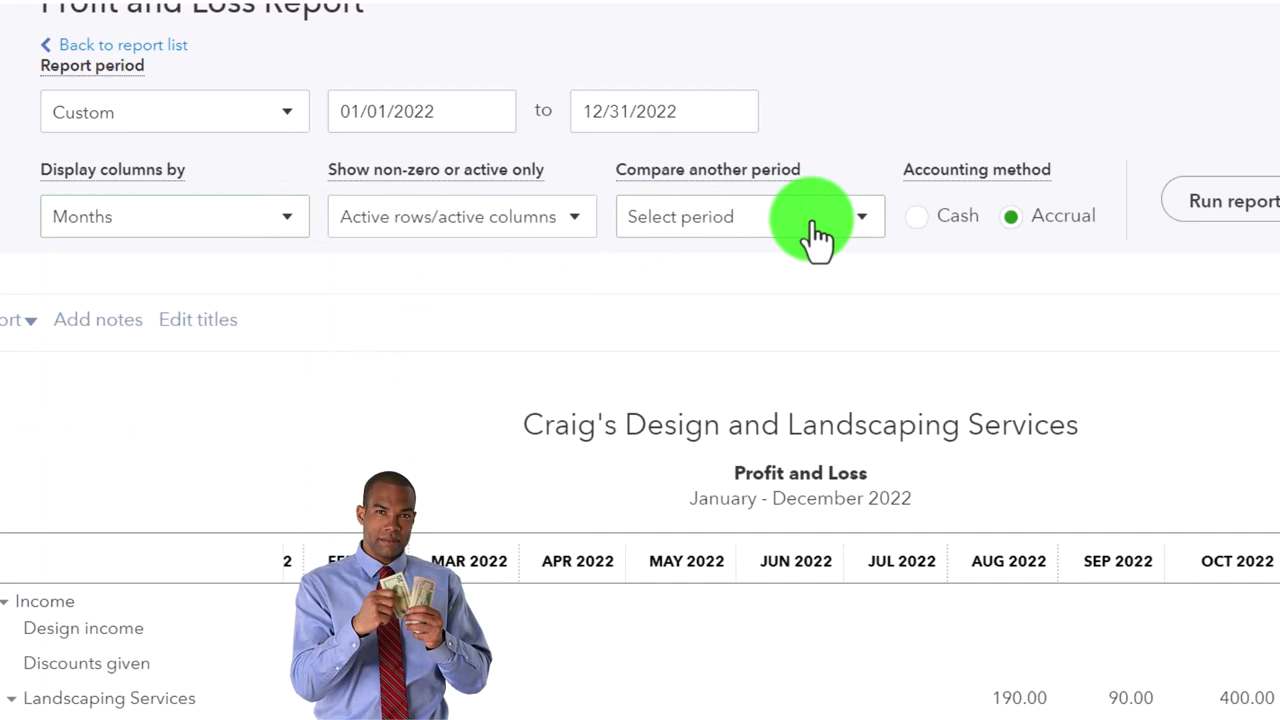 Profit and Loss Report
Back to report list
Report period
Custom 01/01/2022 to 12/31/2022
Display columns by Show non-zero or active only Compare another period Accounting method
Months Active rows/active columns Select period Cash Accrual Run report
ort Add notes Edit titles
Craig's Design and Landscaping Services
Profit and Loss
January - December 2022
2 MAR 2022 APR 2022 MAY 2022 JUN 2022 JUL 2022 AUG 2022 SEP 2022 OCT 2022
Income
Design income
Discounts given
Landscaping Services 190.00 90.00 400.00